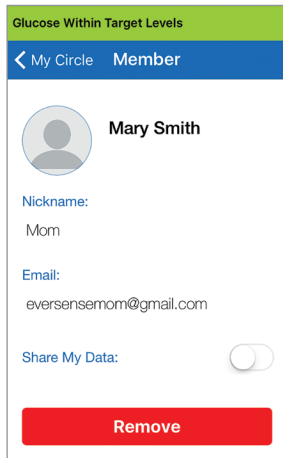 Glucose Within Target Levels
My Circle Member
Mary Smith
Nickname:
Mom
Email:
eversensemom@gmail.com
Share My Data:
Remove